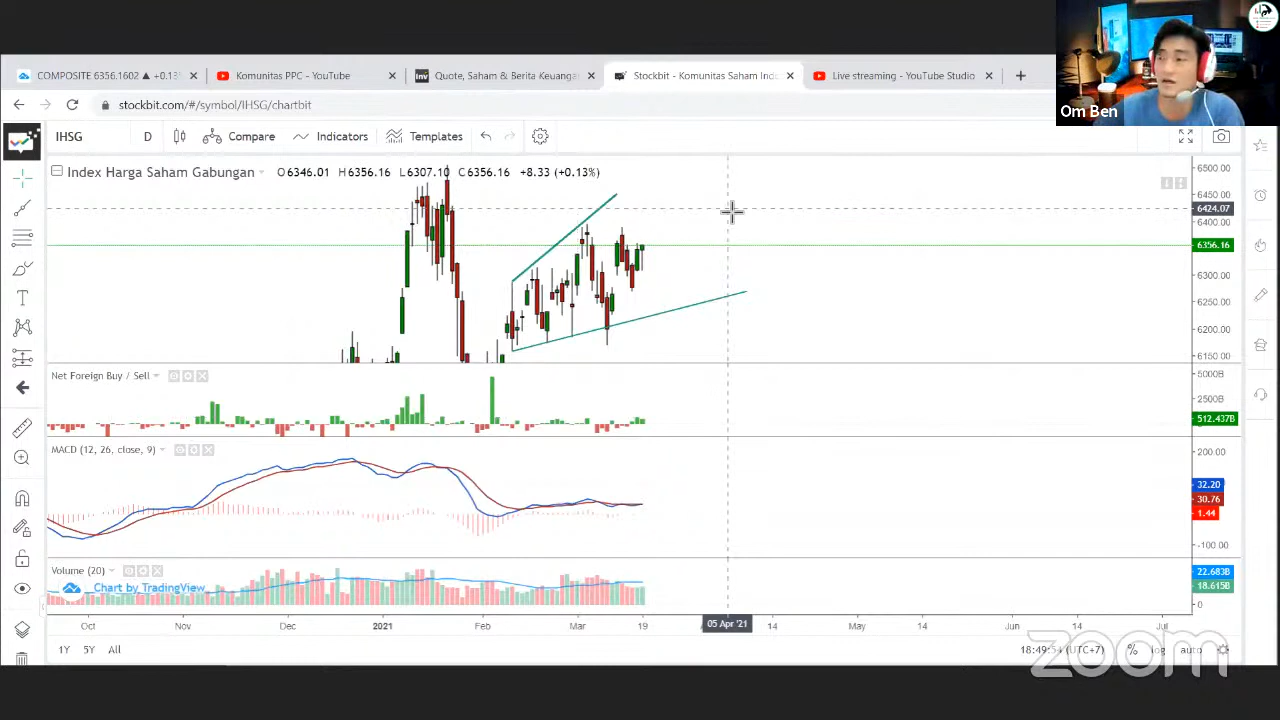 COMPOSITE 6356.1602 ▲ +0.13
Komunitas PPC - YouTube
Quote, Saham & Berita Keuangan
Stockbit - Komunitas Saham Ind
Live streaming - YouTube Studio
stockbit.com/#/symbol/IHSG/chartbit
Om Ben
IHSG D Compare Indicators Templates
Index Harga Saham Gabungan O6346.01 H6356.16 L6307.10 C6356.16 +8.33 (+0.13%)
6500.00
6450.00
6424.07
6400.00
6356.16
6300.00
6250.00
6200.00
6150.00
Net Foreign Buy / Sell
5000B
2500B
512.437B
MACD (12, 26, close, 9)
200.00
32.20
30.76
1.44
-100.00
Volume (20)
22.683B
18.615B
0
Chart by TradingView
Oct Nov Dec 2021 Feb Mar 19 05 Apr '21 14 May 14 Jun 14 Jul
1Y 5Y All
18:49:54 (UTC+7) % log auto
zoom